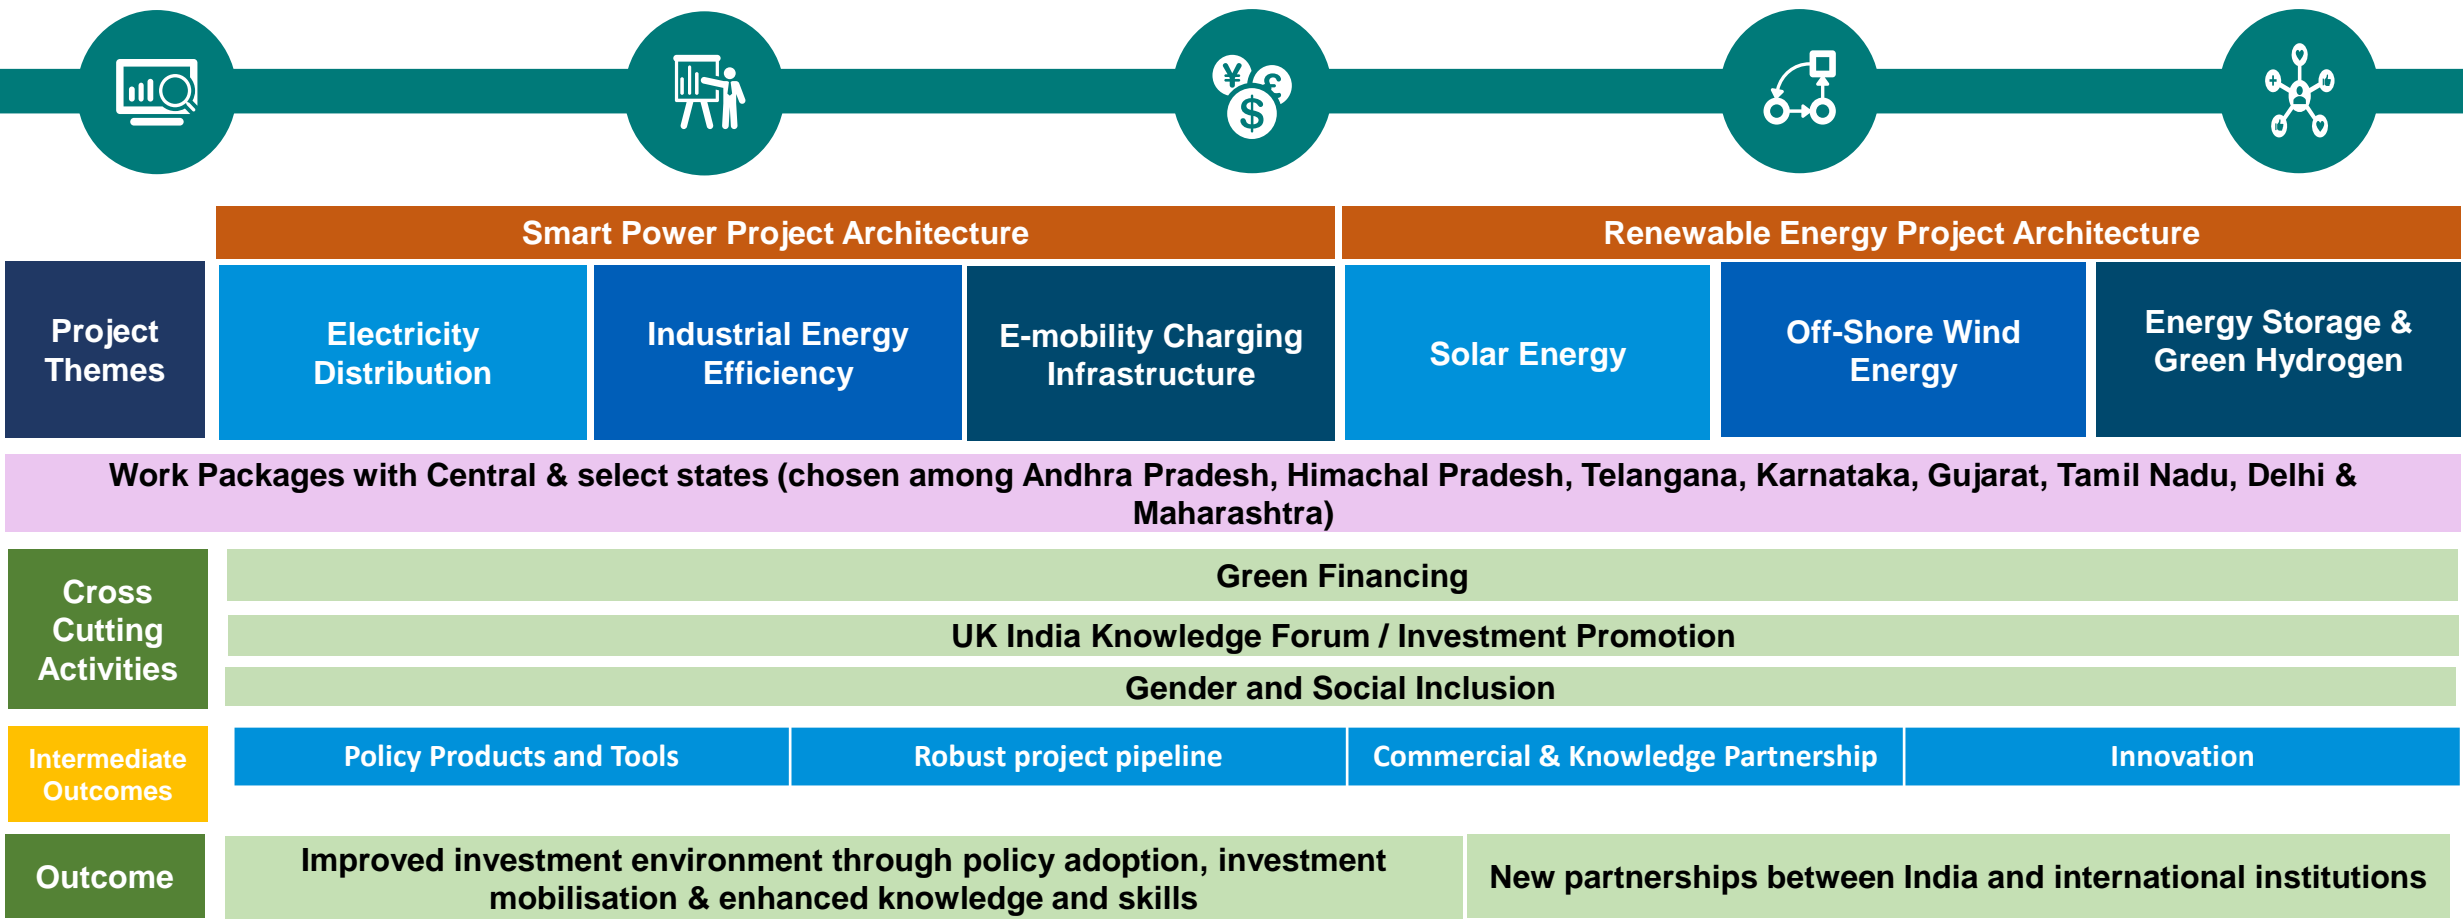 Smart Power Project Architecture
Renewable Energy Project Architecture
Project
Themes
Electricity
Distribution
Industrial Energy
Efficiency
E-mobility Charging
Infrastructure
Solar Energy
Off-Shore Wind
Energy
Energy Storage &
Green Hydrogen
Work Packages with Central & select states (chosen among Andhra Pradesh, Himachal Pradesh, Telangana, Karnataka, Gujarat, Tamil Nadu, Delhi &
Maharashtra)
Cross
Cutting
Activities
Green Financing
UK India Knowledge Forum / Investment Promotion
Gender and Social Inclusion
Intermediate
Outcomes
Policy Products and Tools
Robust project pipeline
Commercial & Knowledge Partnership
Innovation
Outcome
Improved investment environment through policy adoption, investment
mobilisation & enhanced knowledge and skills
New partnerships between India and international institutions